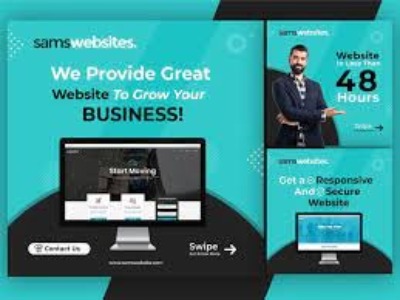 samswebsites.
We Provide Great
Website To Grow Your
BUSINESS!
Start Moving
Contact Us
Swipe
www.samswebsite.com
samswebsites.
Website
In Less Than
48
Hours
Swipe
samswebsites.
Get a Responsive
And Secure
Website